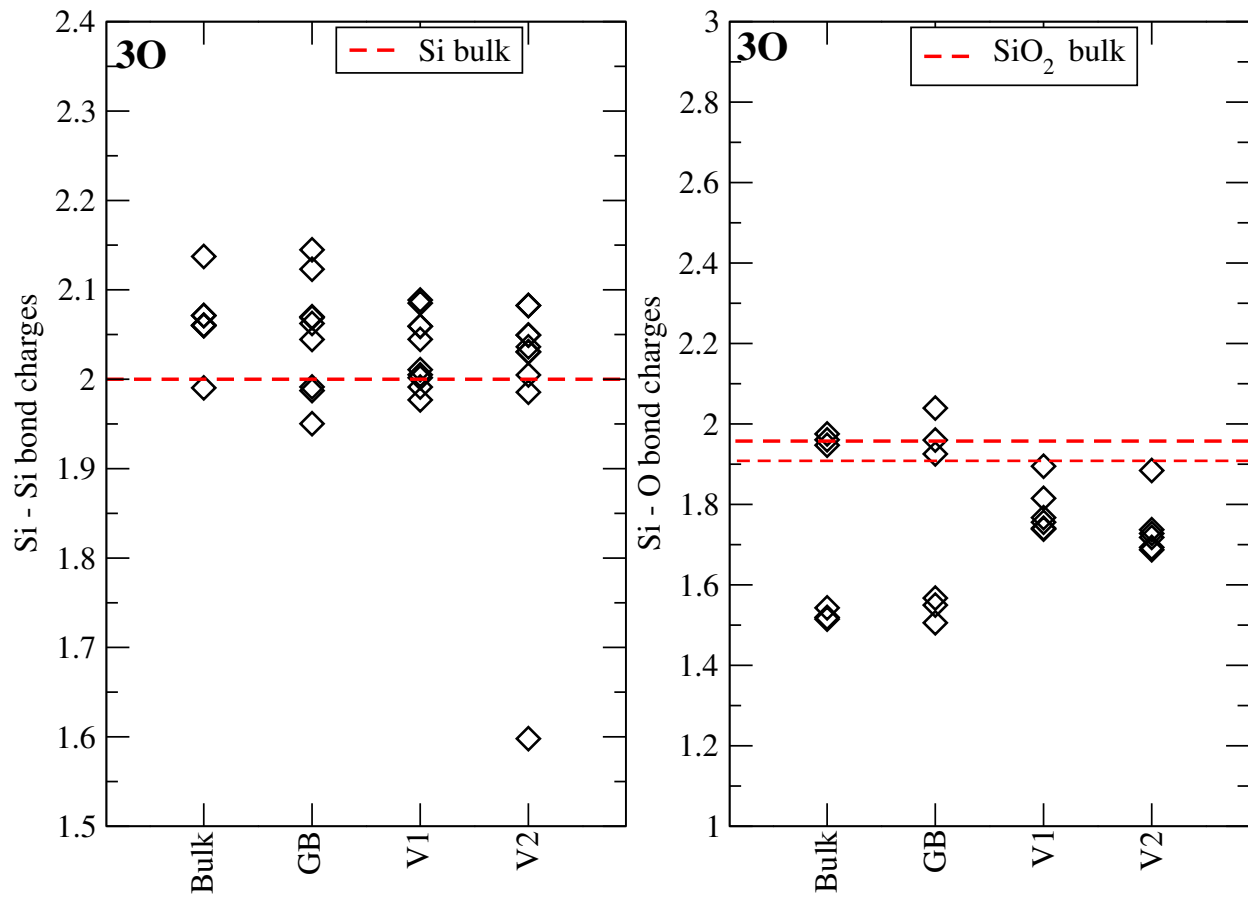 3O
Si bulk
2.4
2.3
2.2
2.1
2
1.9
1.8
1.7
1.6
1.5
Si - Si bond charges
Bulk
GB
V1
V2
3O
SiO2 bulk
3
2.8
2.6
2.4
2.2
2
1.8
1.6
1.4
1.2
1
Si - O bond charges
Bulk
GB
V1
V2